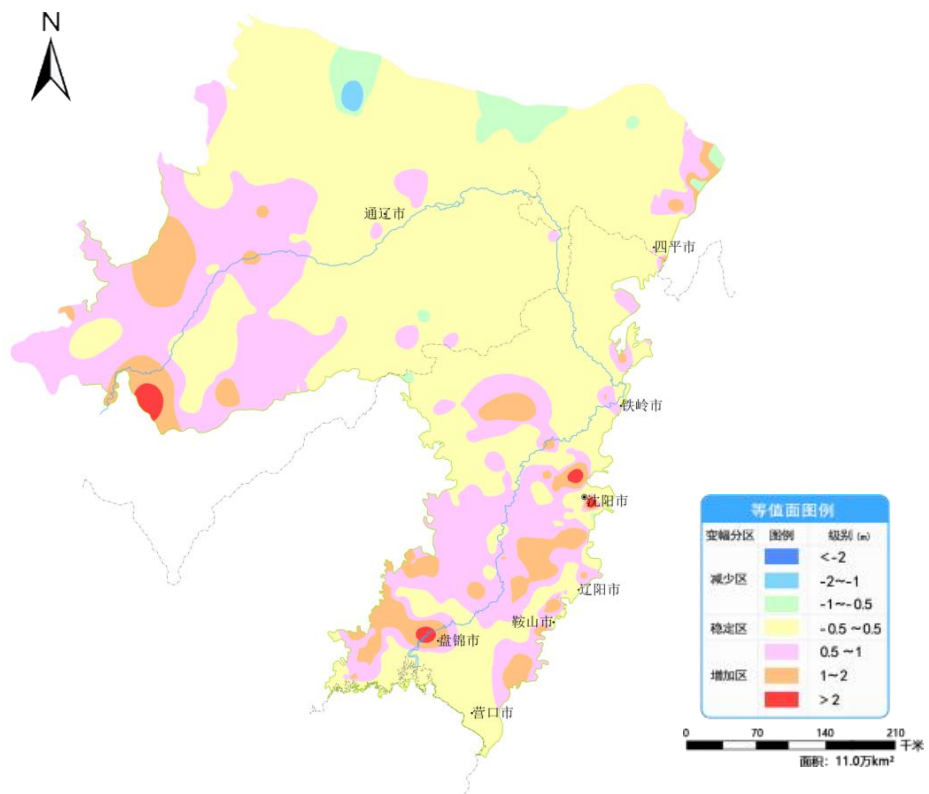 N
通辽市
四平市
铁岭市
沈阳市
辽阳市
鞍山市
盘锦市
营口市
等值面图例
变幅分区 图例 级别 (m)
减少区
<-2
-2~-1
-1~-0.5
稳定区 -0.5~0.5
增加区
0.5~1
1~2
>2
0 70 140 210 千米
面积：11.0万km²